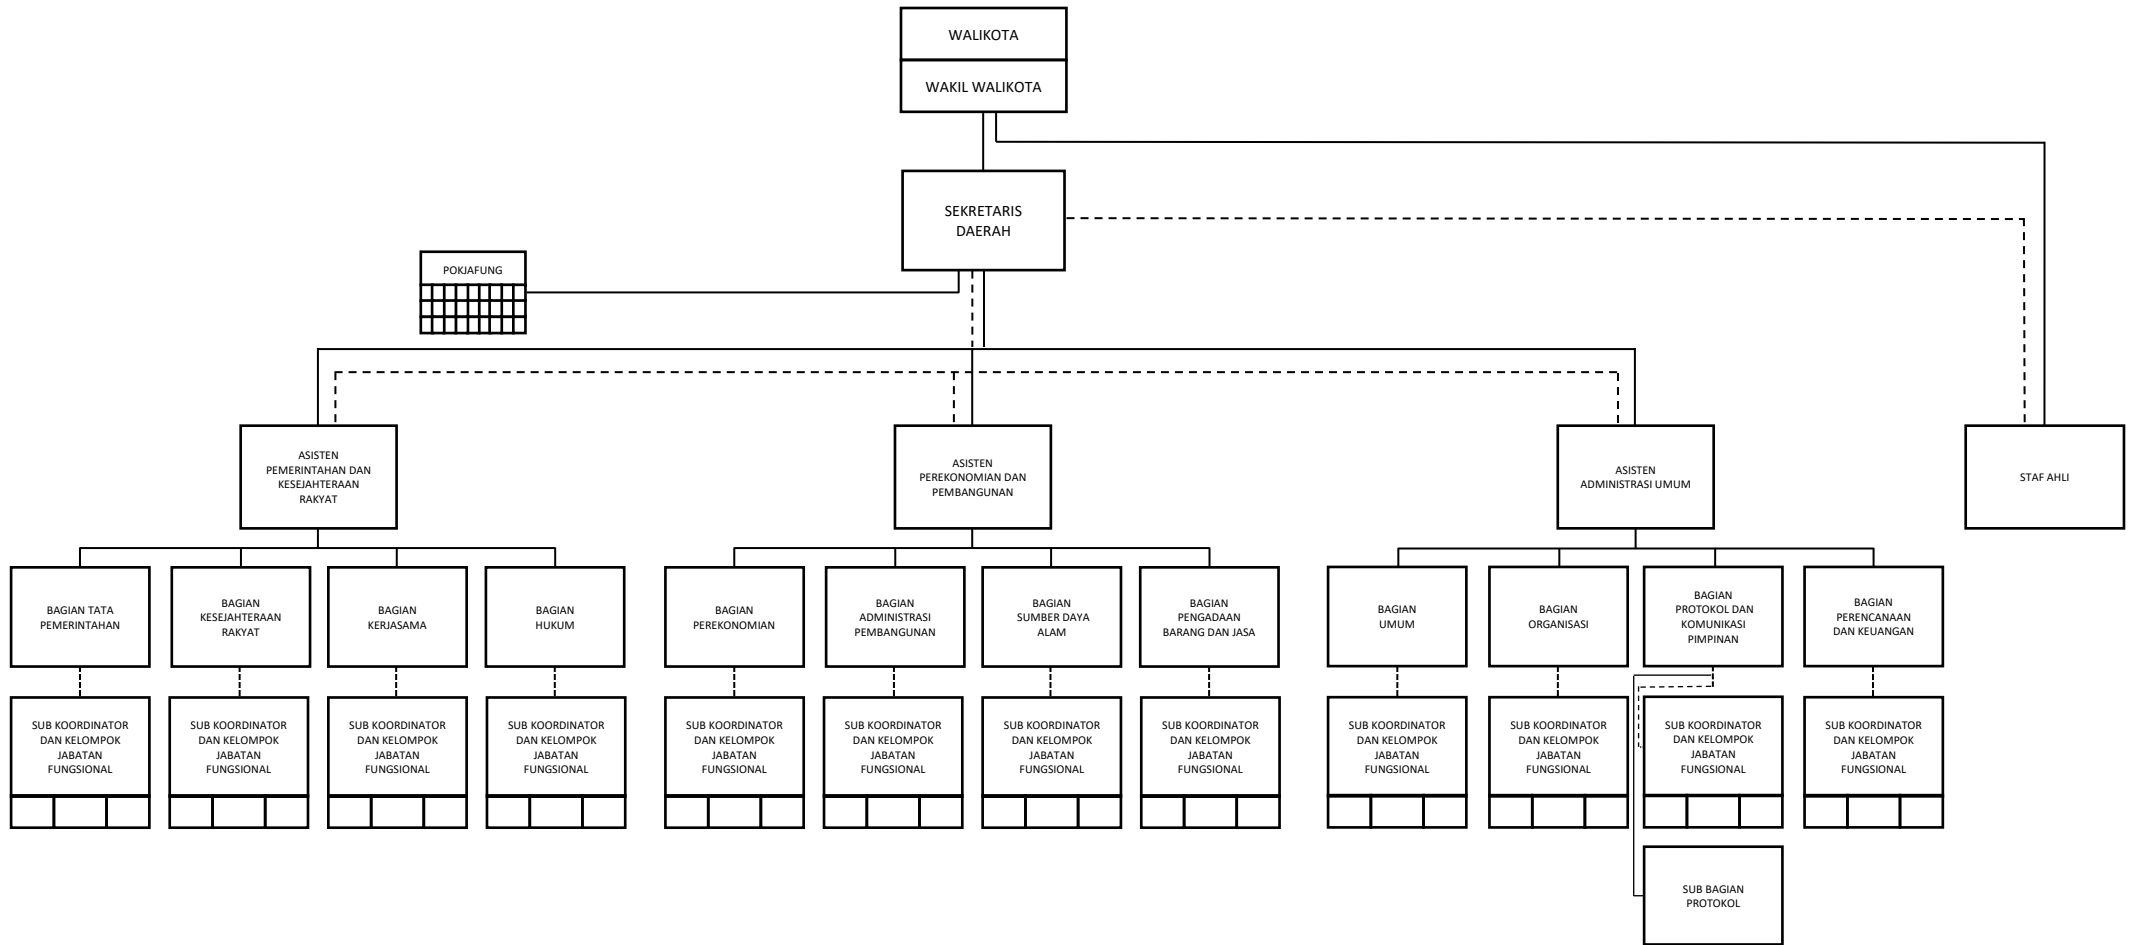 WALIKOTA
WAKIL WALIKOTA
SEKRETARIS
DAERAH
POKJAFUNG
ASISTEN
PEMERINTAHAN DAN
KESEJAHTERAAN
RAKYAT
ASISTEN
PEREKONOMIAN DAN
PEMBANGUNAN
ASISTEN
ADMINISTRASI UMUM
STAF AHLI
BAGIAN TATA
PEMERINTAHAN
BAGIAN
KESEJAHTERAAN
RAKYAT
BAGIAN
KERJASAMA
BAGIAN
HUKUM
BAGIAN
PEREKONOMIAN
BAGIAN
ADMINISTRASI
PEMBANGUNAN
BAGIAN
SUMBER DAYA
ALAM
BAGIAN
PENGADAAN
BARANG DAN JASA
BAGIAN
UMUM
BAGIAN
ORGANISASI
BAGIAN
PROTOKOL DAN
KOMUNIKASI
PIMPINAN
BAGIAN
PERENCANAAN
DAN KEUANGAN
SUB KOORDINATOR
DAN KELOMPOK
JABATAN
FUNGSIONAL
SUB KOORDINATOR
DAN KELOMPOK
JABATAN
FUNGSIONAL
SUB KOORDINATOR
DAN KELOMPOK
JABATAN
FUNGSIONAL
SUB KOORDINATOR
DAN KELOMPOK
JABATAN
FUNGSIONAL
SUB KOORDINATOR
DAN KELOMPOK
JABATAN
FUNGSIONAL
SUB KOORDINATOR
DAN KELOMPOK
JABATAN
FUNGSIONAL
SUB KOORDINATOR
DAN KELOMPOK
JABATAN
FUNGSIONAL
SUB KOORDINATOR
DAN KELOMPOK
JABATAN
FUNGSIONAL
SUB KOORDINATOR
DAN KELOMPOK
JABATAN
FUNGSIONAL
SUB KOORDINATOR
DAN KELOMPOK
JABATAN
FUNGSIONAL
SUB KOORDINATOR
DAN KELOMPOK
JABATAN
FUNGSIONAL
SUB KOORDINATOR
DAN KELOMPOK
JABATAN
FUNGSIONAL
SUB BAGIAN
PROTOKOL